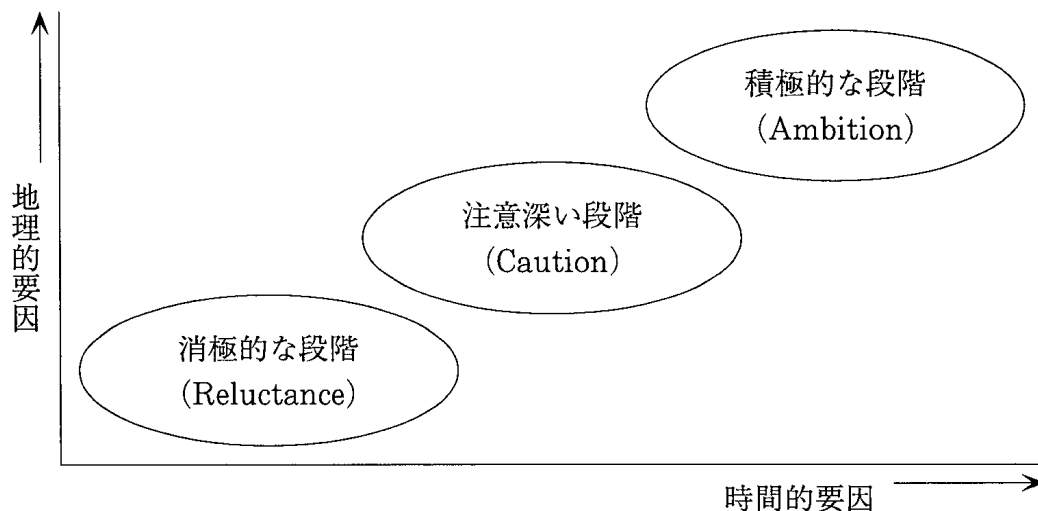 積極的な段階
(Ambition)
注意深い段階
(Caution)
消極的な段階
(Reluctance)
地理的要因
時間的要因